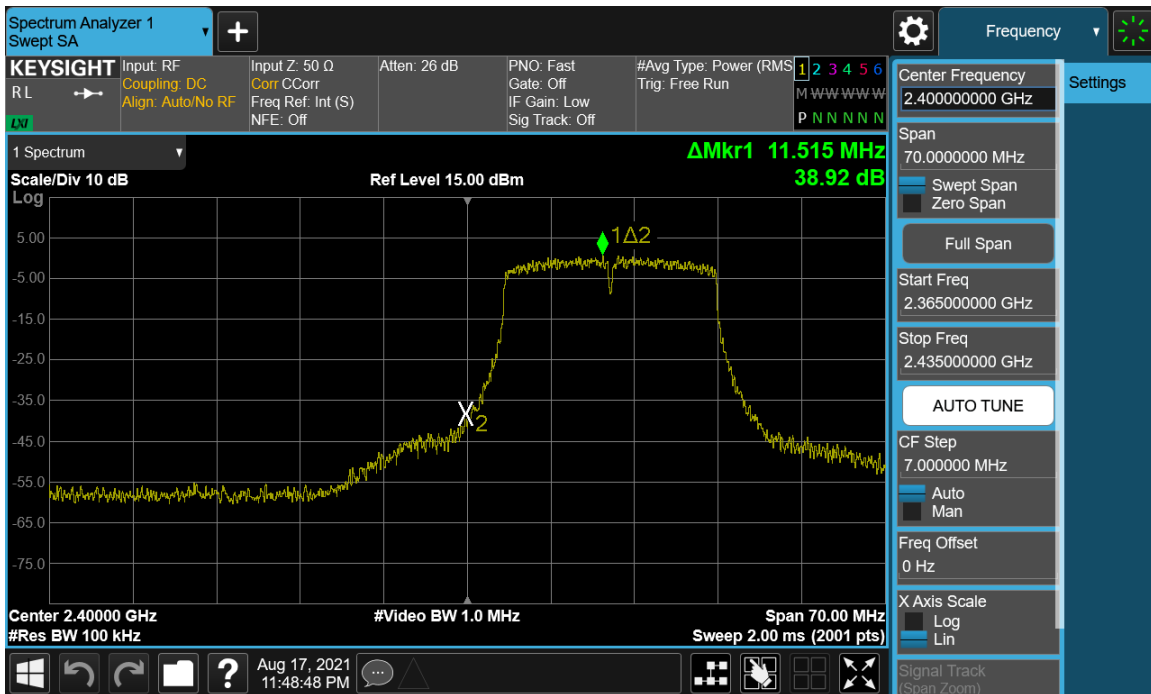 Spectrum Analyzer 1
Swept SA
+
Frequency
KEYSIGHT
R L
LXI
Input: RF
Coupling: DC
Align: Auto/No RF
Input Z: 50 Ω
Corr CCorr
Freq Ref: Int (S)
NFE: Off
Atten: 26 dB
PNO: Fast
Gate: Off
IF Gain: Low
Sig Track: Off
#Avg Type: Power (RMS
Trig: Free Run
1 2 3 4 5 6
M W W W W W
P N N N N N
Center Frequency
2.400000000 GHz
Settings
Span
70.0000000 MHz
Swept Span
Zero Span
Full Span
Start Freq
2.365000000 GHz
Stop Freq
2.435000000 GHz
AUTO TUNE
CF Step
7.000000 MHz
Auto
Man
Freq Offset
0 Hz
X Axis Scale
Log
Lin
Signal Track
(Span Zoom)
1 Spectrum
ΔMkr1 11.515 MHz
Scale/Div 10 dB
Ref Level 15.00 dBm
38.92 dB
Log
1Δ2
5.00
-5.00
-15.0
-25.0
-35.0
X2
-45.0
-55.0
-65.0
-75.0
Center 2.40000 GHz
#Video BW 1.0 MHz
Span 70.00 MHz
#Res BW 100 kHz
Sweep 2.00 ms (2001 pts)
?
Aug 17, 2021
11:48:48 PM